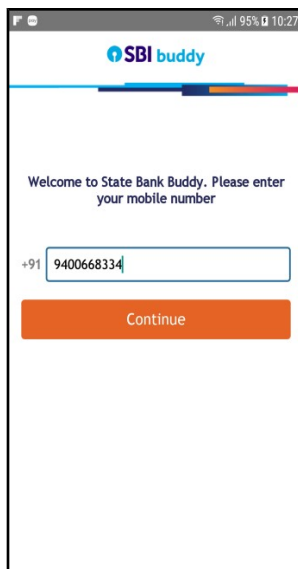 95% 10:27
SBI buddy
Welcome to State Bank Buddy. Please enter
your mobile number
+91 9400668334
Continue